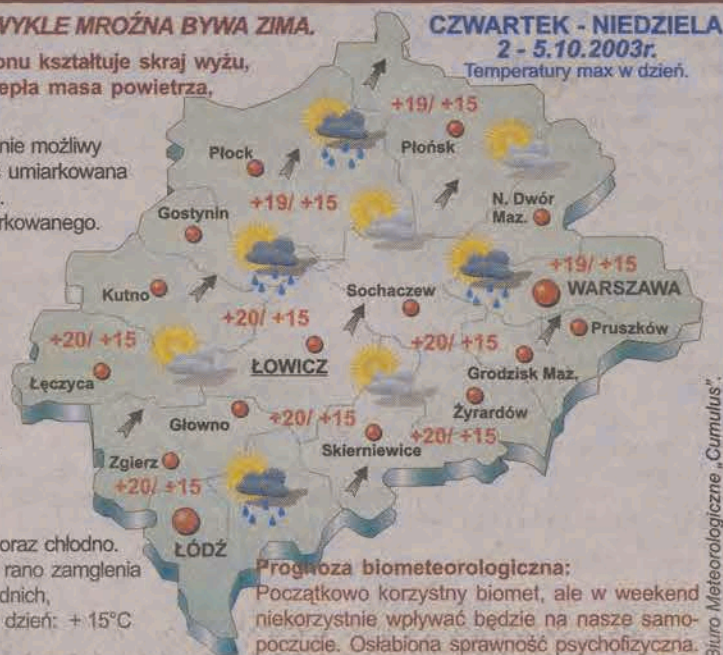 WYKLE MROŹNA BYWA ZIMA.
onu kształtuje skraj wyżu,
epła masa powietrza,
nie możliwy
umiarkowana
rkowanego.
CZWARTEK - NIEDZIELA
2 - 5.10.2003r.
Temperatury max w dzień.
+19/ +15
Płock
Płońsk
Gostynin
+19/ +15
N. Dwór
Maz.
+19/ +15
WARSZAWA
Kutno
Sochaczew
Pruszków
+20/ +15
+20/ +15
+20/ +15
Łęczyca
ŁOWICZ
Grodzisk Maz.
Głowno
+20/ +15
Żyrardów
Skierniewice
+20/ +15
Zgierz
+20/ +15
ŁÓDŹ
oraz chłodno.
rano zamglenia
dnich,
dzień: + 15°C
Prognoza biometeorologiczna:
Początkowo korzystny biomet, ale w weekend
niekorzystnie wpływać będzie na nasze samo-
poczucie. Osłabiona sprawność psychofizyczna.
Biuro Meteorologiczne „Cumulus”.